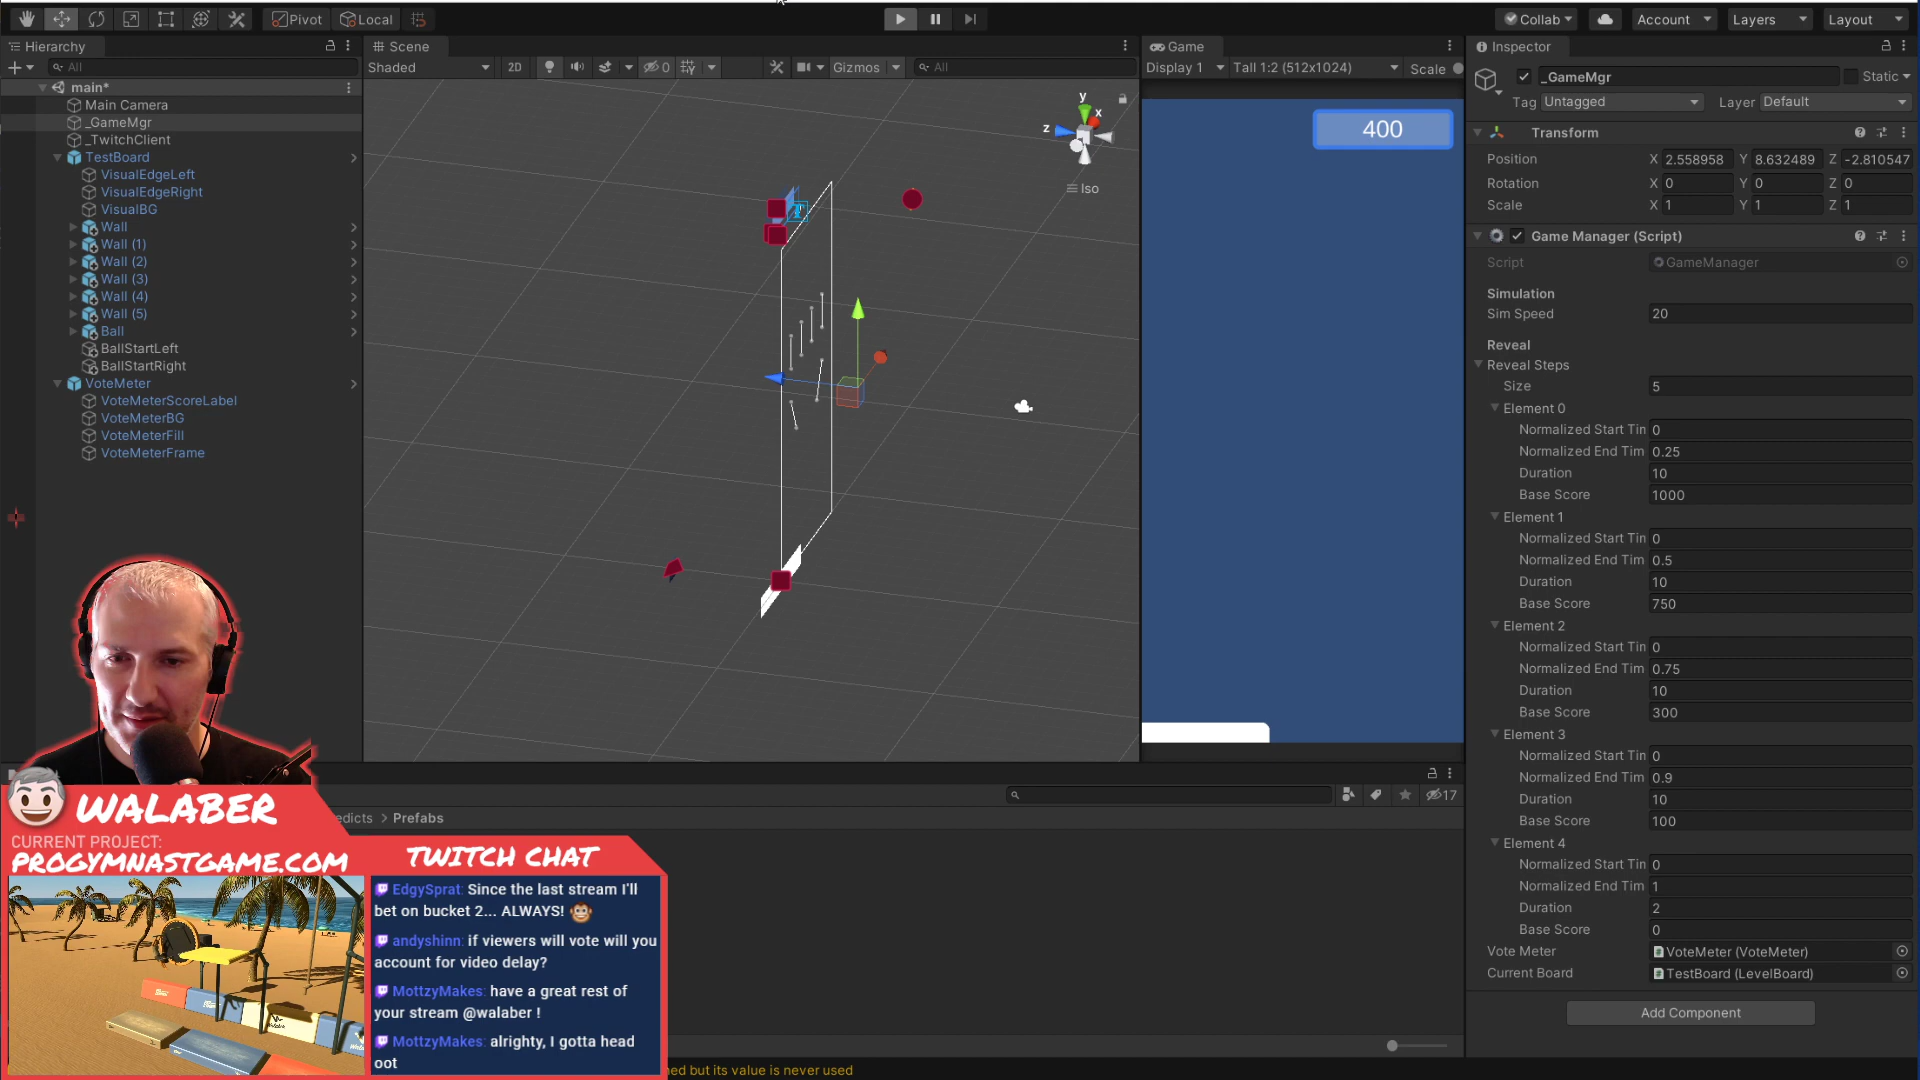 Pivot
Local
Collab
Account
Layers
Layout
Hierarchy
All
main*
Main Camera
_GameMgr
_TwitchClient
TestBoard
VisualEdgeLeft
VisualEdgeRight
VisualBG
Wall
Wall (1)
Wall (2)
Wall (3)
Wall (4)
Wall (5)
Ball
BallStartLeft
BallStartRight
VoteMeter
VoteMeterScoreLabel
VoteMeterBG
VoteMeterFill
VoteMeterFrame
Scene
Shaded
2D
0
Gizmos
All
y
x
z
Iso
Game
Display 1
Tall 1:2 (512x1024)
Scale
400
Inspector
_GameMgr
Static
Tag Untagged
Layer Default
Transform
Position X 2.558958 Y 8.632489 Z -2.810547
Rotation X 0 Y 0 Z 0
Scale X 1 Y 1 Z 1
Game Manager (Script)
Script GameManager
Simulation
Sim Speed 20
Reveal
Reveal Steps
Size 5
Element 0
Normalized Start Tin 0
Normalized End Tim 0.25
Duration 10
Base Score 1000
Element 1
Normalized Start Tin 0
Normalized End Tim 0.5
Duration 10
Base Score 750
Element 2
Normalized Start Tin 0
Normalized End Tim 0.75
Duration 10
Base Score 300
Element 3
Normalized Start Tin 0
Normalized End Tim 0.9
Duration 10
Base Score 100
Element 4
Normalized Start Tin 0
Normalized End Tim 1
Duration 2
Base Score 0
Vote Meter VoteMeter (VoteMeter)
Current Board TestBoard (LevelBoard)
Add Component
17
edicts > Prefabs
WALABER
CURRENT PROJECT:
PROGYMNASTGAME.COM
TWITCH CHAT
EdgySprat: Since the last stream I'll
bet on bucket 2... ALWAYS!
andyshinn: if viewers will vote will you
account for video delay?
MottzyMakes: have a great rest of
your stream @walaber !
MottzyMakes: alrighty, I gotta head
oot
ned but its value is never used